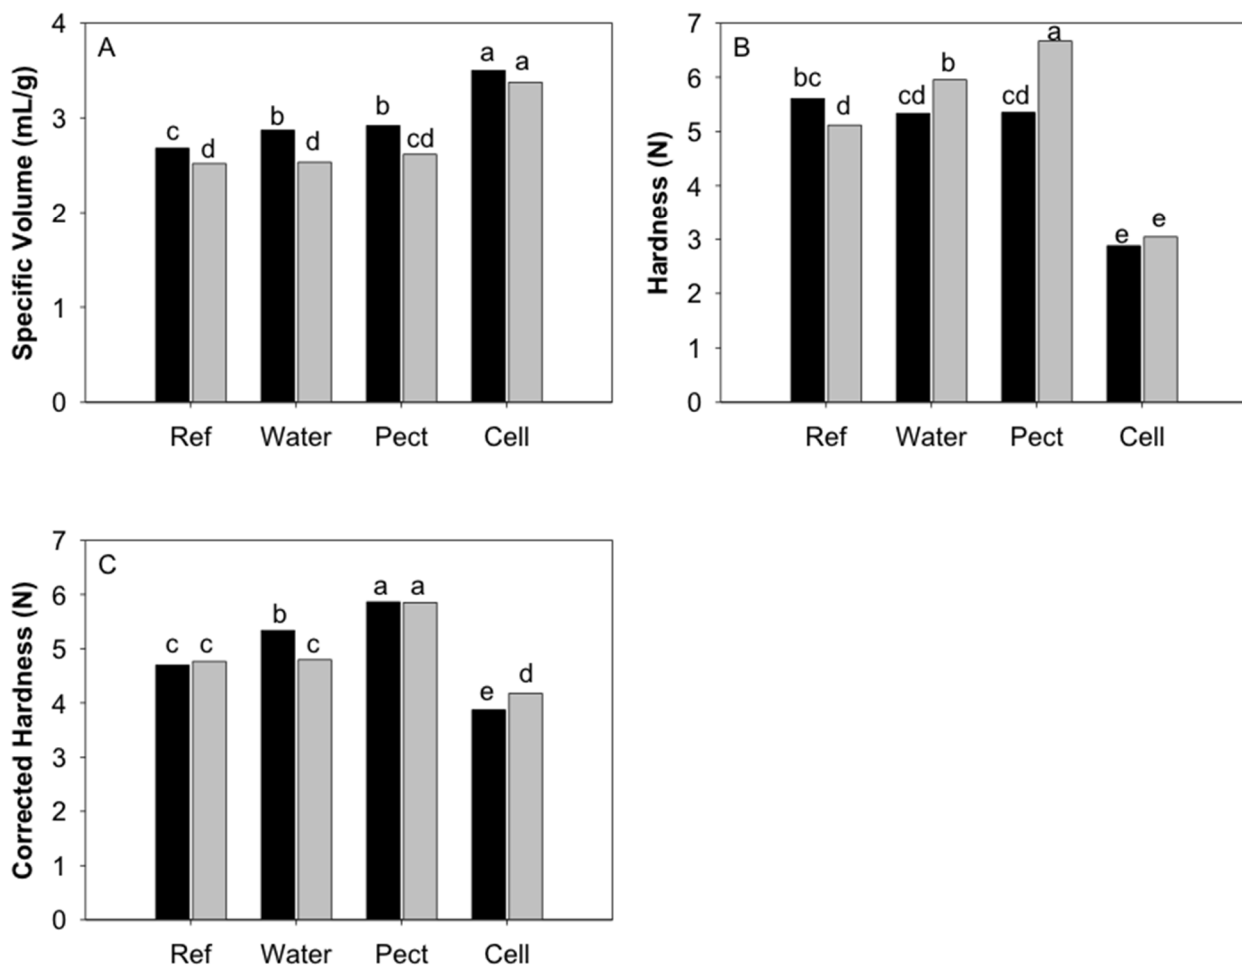 A
Specific Volume (mL/g)
4
3
2
1
0
c
d
b
d
b
cd
a
a
Ref
Water
Pect
Cell
B
Hardness (N)
7
6
5
4
3
2
1
0
bc
d
cd
b
cd
a
e
e
Ref
Water
Pect
Cell
C
Corrected Hardness (N)
7
6
5
4
3
2
1
0
c
c
b
c
a
a
e
d
Ref
Water
Pect
Cell